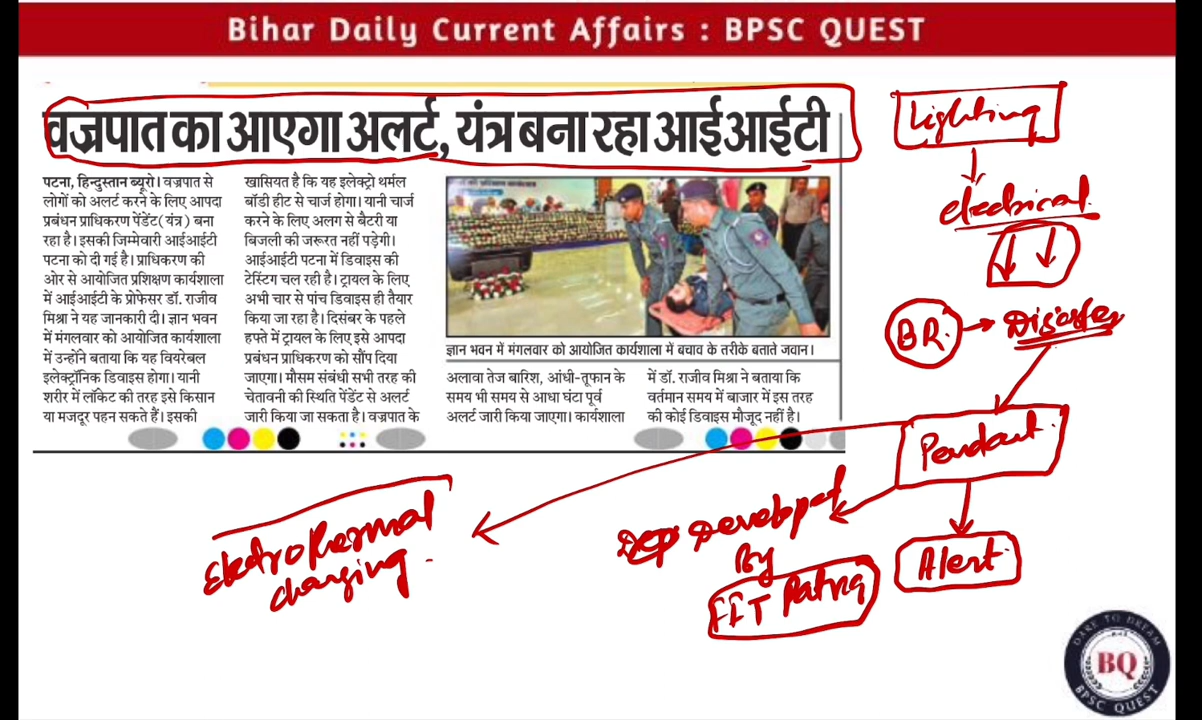 Bihar Daily Current Affairs : BPSC QUEST
वज्रपात का आएगा अलर्ट, यंत्र बना रहा आईआईटी
पटना, हिन्दुस्तान ब्यूरो। वज्रपात से
लोगों को अलर्ट करने के लिए आपदा
प्रबंधन प्राधिकरण पेंडेंट(यंत्र) बना
रहा है। इसकी जिम्मेवारी आईआईटी
पटना को दी गई है। प्राधिकरण की
ओर से आयोजित प्रशिक्षण कार्यशाला
में आईआईटी के प्रोफेसर डॉ. राजीव
मिश्रा ने यह जानकारी दी। ज्ञान भवन
में मंगलवार को आयोजित कार्यशाला
में उन्होंने बताया कि यह वियरेबल
इलेक्ट्रॉनिक डिवाइस होगा। यानी
शरीर में लॉकेट की तरह इसे किसान
या मजदूर पहन सकते हैं। इसकी
खासियत है कि यह इलेक्ट्रो थर्मल
बॉडी हीट से चार्ज होगा। यानी चार्ज
करने के लिए अलग से बैटरी या
बिजली की जरूरत नहीं पड़ेगी।
आईआईटी पटना में डिवाइस की
टेस्टिंग चल रही है। ट्रायल के लिए
अभी चार से पांच डिवाइस ही तैयार
किया जा रहा है। दिसंबर के पहले
हफ्ते में ट्रायल के लिए इसे आपदा
प्रबंधन प्राधिकरण को सौंप दिया
जाएगा। मौसम संबंधी सभी तरह की
चेतावनी की स्थिति पेंडेंट से अलर्ट
जारी किया जा सकता है। वज्रपात के
ज्ञान भवन में मंगलवार को आयोजित कार्यशाला में बचाव के तरीके बताते जवान।
अलावा तेज बारिश, आंधी-तूफान के
समय भी समय से आधा घंटा पूर्व
अलर्ट जारी किया जाएगा। कार्यशाला
में डॉ. राजीव मिश्रा ने बताया कि
वर्तमान समय में बाजार में इस तरह
की कोई डिवाइस मौजूद नहीं है।
Lighting
electrical
BR.
Disaster
Pendant.
Alert.
Developed
By
IIT Patna
Electrothermal
charging.
DARE TO DREAM
BQ
BPSC QUEST